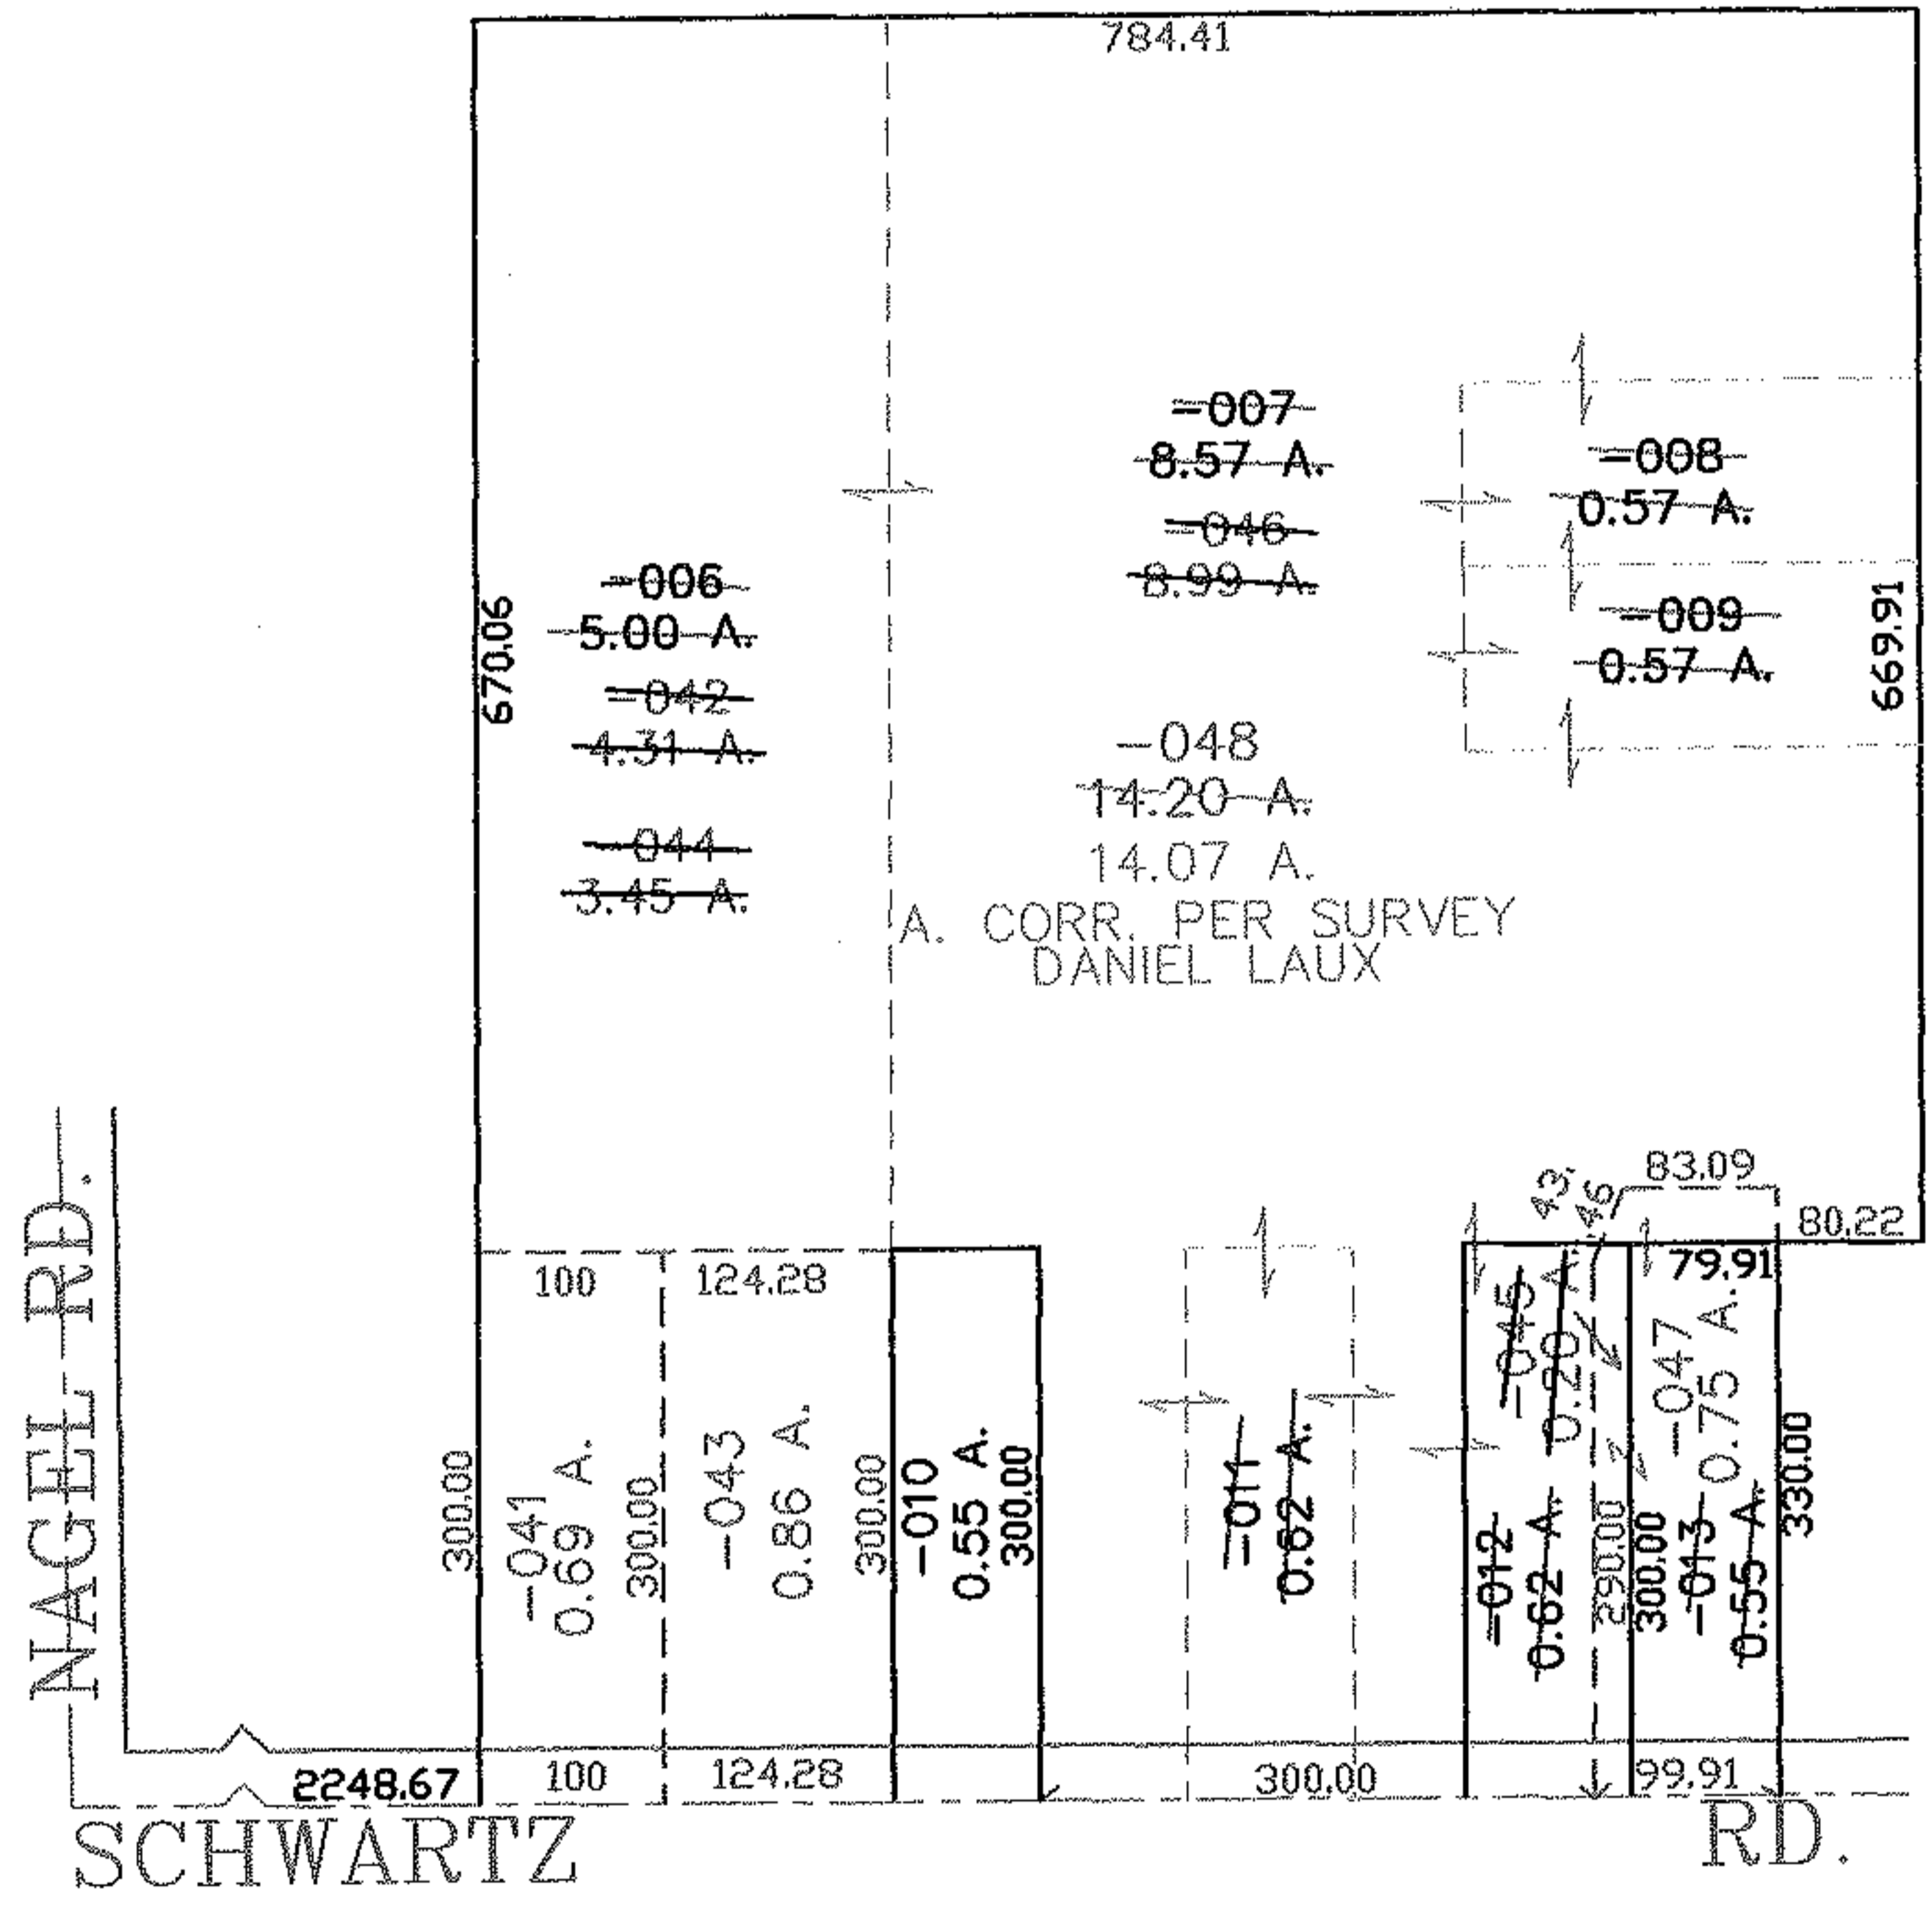 784.41
-007
8.57 A.
-046
8.99 A.
-008
0.57 A.
-009
0.57 A.
-006
5.00 A.
-042
4.31 A.
-044
3.45 A.
670.06
669.91
-048
14.20 A.
14.07 A.
A. CORR. PER SURVEY
DANIEL LAUX
83.09
43.
46
80.22
79.91
100
124.28
300.00
-041
0.69 A.
300.00
-043
0.86 A.
300.00
-010
0.55 A.
300.00
-011
0.62 A.
-045
0.20 A.
-012
0.62 A.
290.00
300.00
-047
0.75 A.
-013
0.55 A.
330.00
NAGEL RD.
2248.67
100
124.28
300.00
99.91
SCHWARTZ RD.